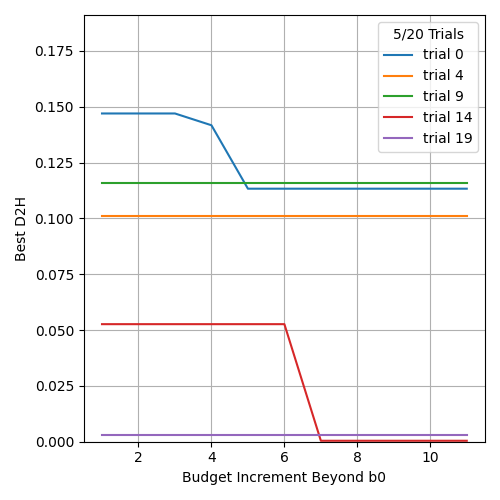 5/20 Trials
trial 0
trial 4
trial 9
trial 14
trial 19
0.175
0.150
0.125
0.100
0.075
0.050
0.025
0.000
Best D2H
2 4 6 8 10
Budget Increment Beyond b0